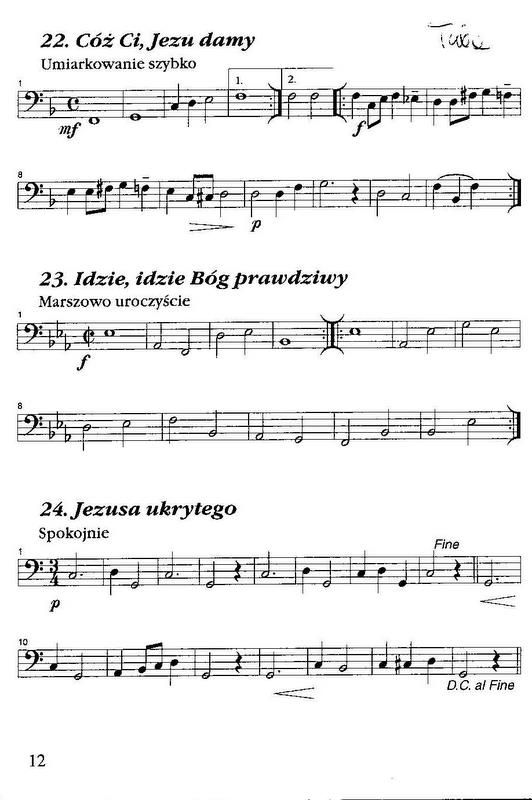 22. Cóż Ci, Jezu damy
Tuba
Umiarkowanie szybko
1
1.
2.
mf
f
8
p
23. Idzie, idzie Bóg prawdziwy
Marszowo uroczyście
1
f
8
24. Jezusa ukrytego
Spokojnie
Fine
1
3
4
p
10
D.C. al Fine
12